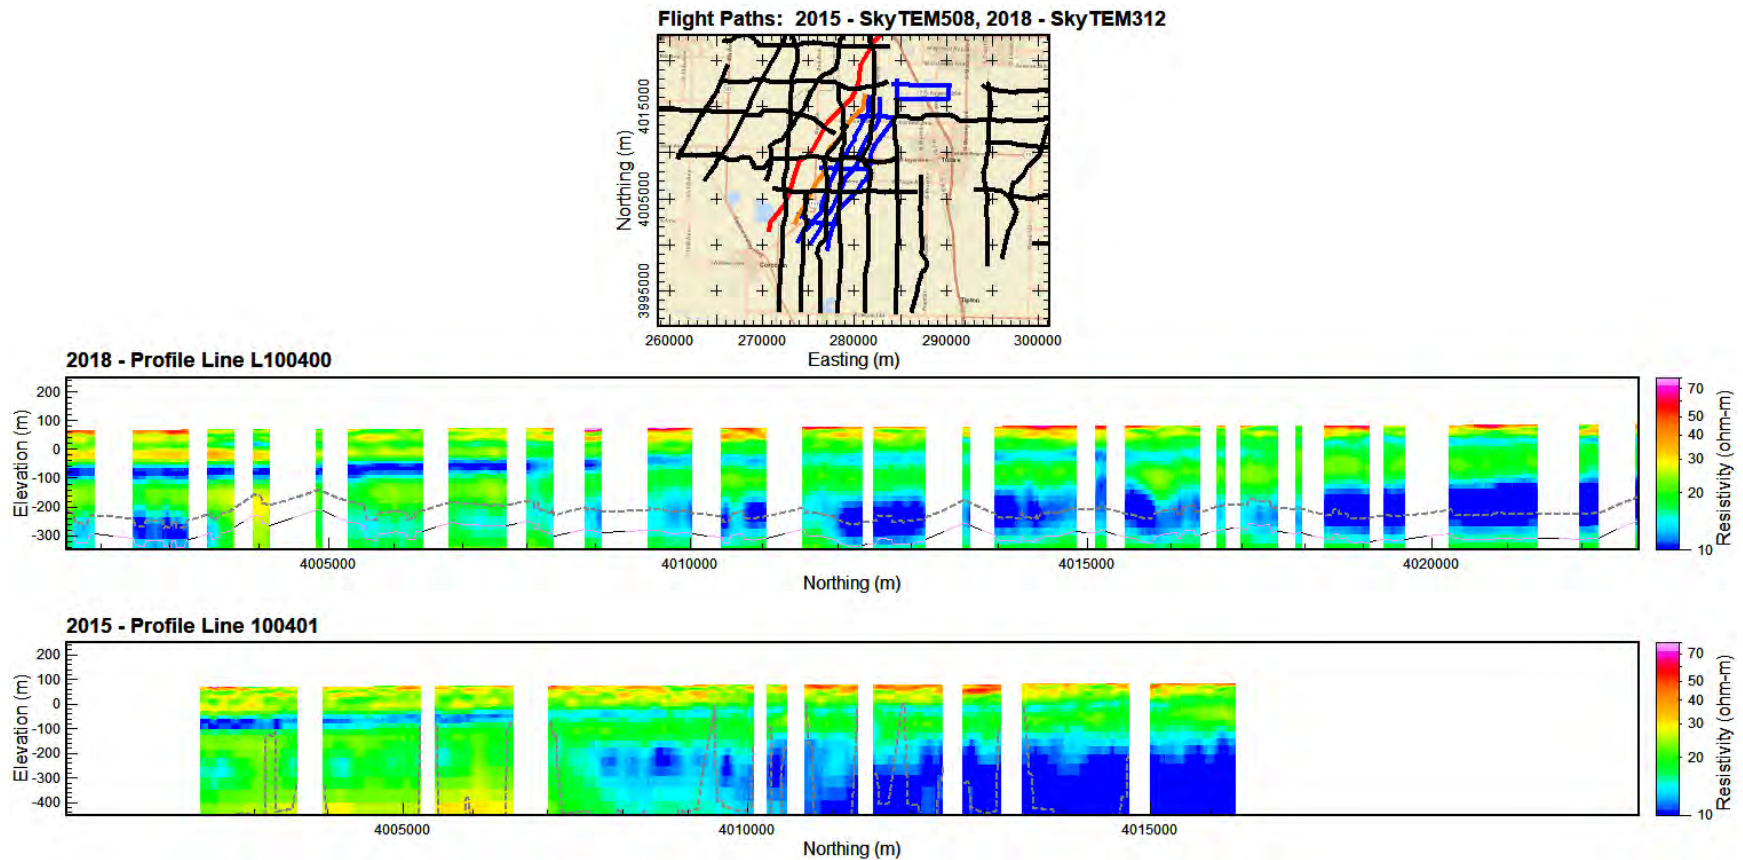 Flight Paths: 2015 - SkyTEM508, 2018 - SkyTEM312
4015000
4005000
3995000
Northing (m)
Tulare
Corcoran
Tipton
260000 270000 280000 290000 300000
Easting (m)
2018 - Profile Line L100400
200
100
0
-100
-200
-300
Elevation (m)
4005000 4010000 4015000 4020000
Northing (m)
70
50
40
30
20
10
Resistivity (ohm-m)
2015 - Profile Line 100401
200
100
0
-100
-200
-300
-400
Elevation (m)
4005000 4010000 4015000
Northing (m)
70
50
40
30
20
10
Resistivity (ohm-m)